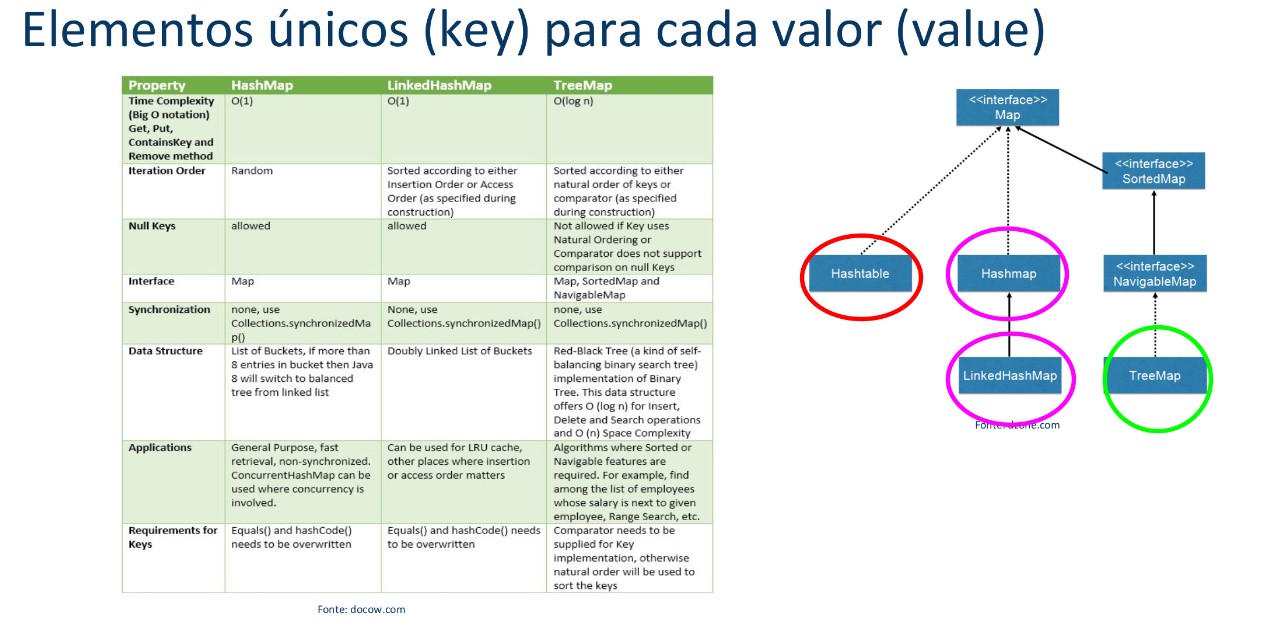 Elementos únicos (key) para cada valor (value)
Property HashMap LinkedHashMap TreeMap
Time Complexity
(Big O notation)
Get, Put,
ContainsKey and
Remove method
O(1)
O(1)
O(log n)
Iteration Order
Random
Sorted according to either
Insertion Order or Access
Order (as specified during
construction)
Sorted according to either
natural order of keys or
comparator (as specified
during construction)
Null Keys
allowed
allowed
Not allowed if Key uses
Natural Ordering or
Comparator does not support
comparison on null Keys
Interface
Map
Map
Map, SortedMap and
NavigableMap
Synchronization
none, use
Collections.synchronizedMa
p()
None, use
Collections.synchronizedMap()
none, use
Collections.synchronizedMap()
Data Structure
List of Buckets, if more than
8 entries in bucket then Java
8 will switch to balanced
tree from linked list
Doubly Linked List of Buckets
Red-Black Tree (a kind of self-
balancing binary search tree)
implementation of Binary
Tree. This data structure
offers O (log n) for Insert,
Delete and Search operations
and O (n) Space Complexity
Applications
General Purpose, fast
retrieval, non-synchronized.
ConcurrentHashMap can be
used where concurrency is
involved.
Can be used for LRU cache,
other places where insertion
or access order matters
Algorithms where Sorted or
Navigable features are
required. For example, find
among the list of employees
whose salary is next to given
employee, Range Search, etc.
Requirements for
Keys
Equals() and hashCode()
needs to be overwritten
Equals() and hashCode() needs
to be overwritten
Comparator needs to be
supplied for Key
implementation, otherwise
natural order will be used to
sort the keys
Fonte: docow.com
<<interface>>
Map
<<interface>>
SortedMap
Hashtable
Hashmap
<<interface>>
NavigableMap
LinkedHashMap
TreeMap
Fonte: dzone.com